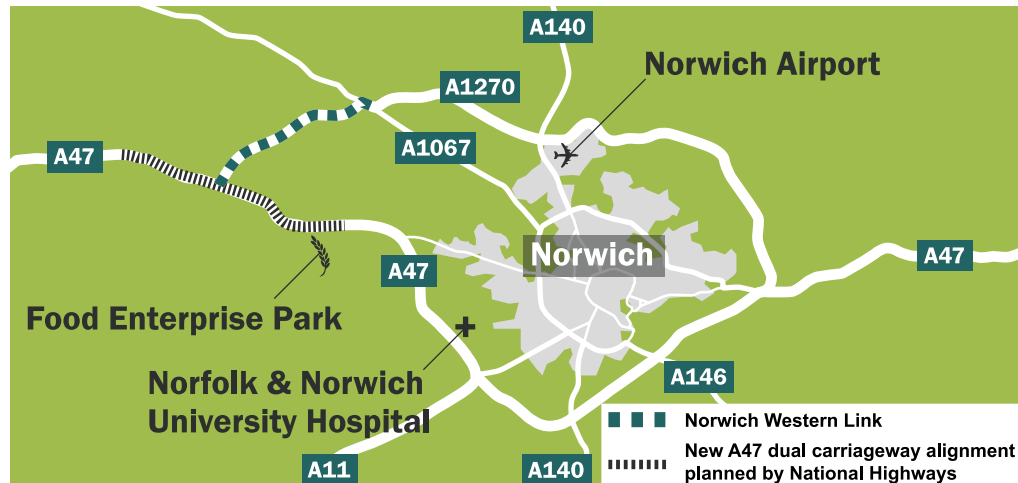 A140
Norwich Airport
A1270
A1067
A47
Norwich
A47
A47
Food Enterprise Park
Norfolk & Norwich
University Hospital
A146
A11
A140
Norwich Western Link
New A47 dual carriageway alignment
planned by National Highways